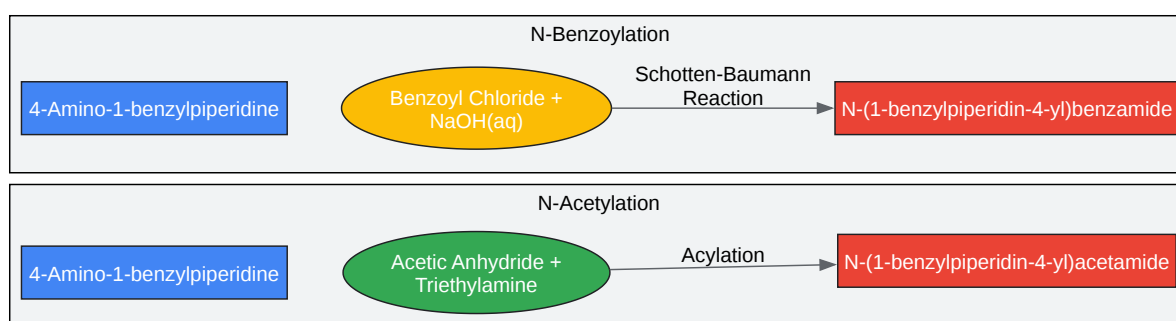 N-Benzoylation
4-Amino-1-benzylpiperidine
Benzoyl Chloride +
NaOH(aq)
Schotten-Baumann
Reaction
N-(1-benzylpiperidin-4-yl)benzamide
N-Acetylation
4-Amino-1-benzylpiperidine
Acetic Anhydride +
Triethylamine
Acylation
N-(1-benzylpiperidin-4-yl)acetamide